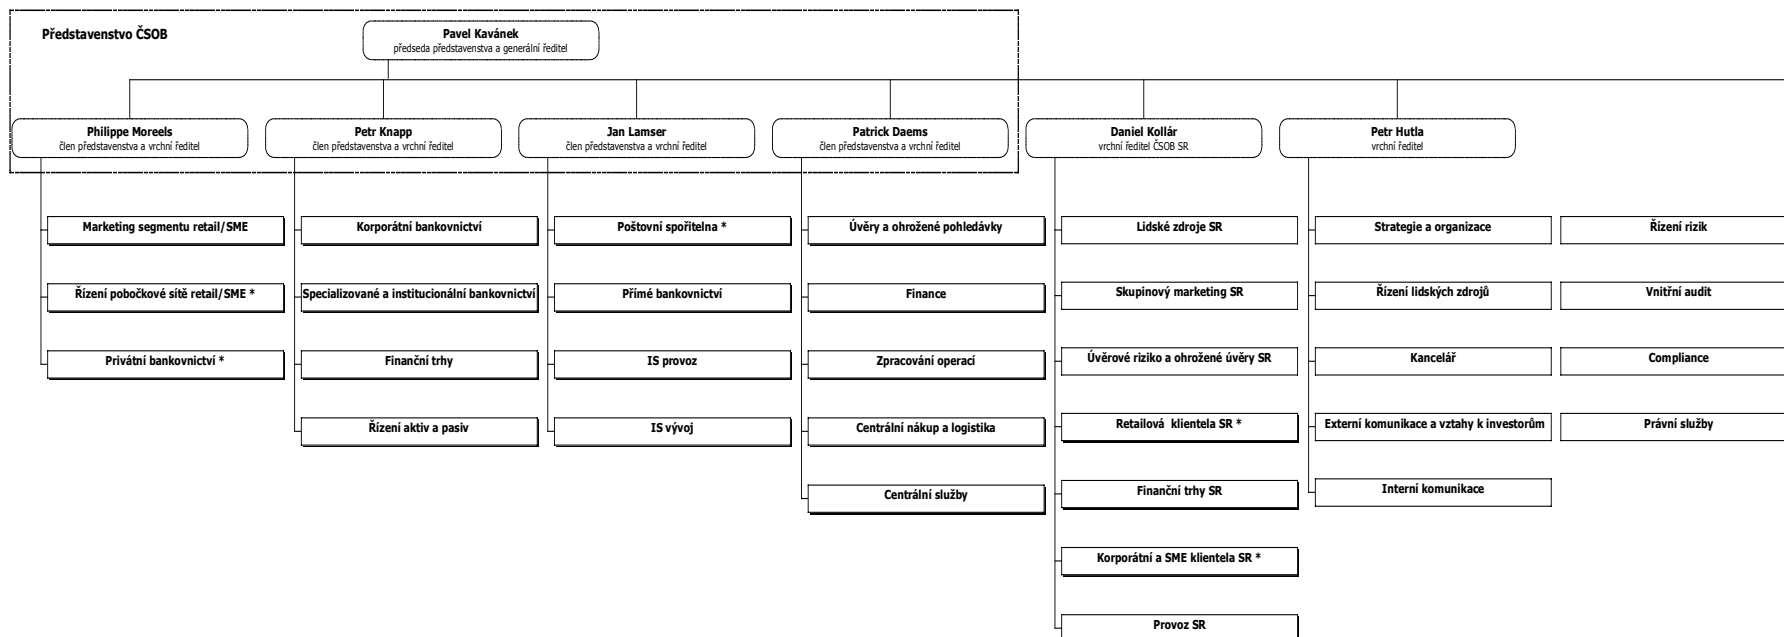 Představenstvo ČSOB
Pavel Kavánek
předseda představenstva a generální ředitel
Philippe Moreels
člen představenstva a vrchní ředitel
Petr Knapp
člen představenstva a vrchní ředitel
Jan Lamser
člen představenstva a vrchní ředitel
Patrick Daems
člen představenstva a vrchní ředitel
Daniel Kollár
vrchní ředitel ČSOB SR
Petr Hutla
vrchní ředitel
Marketing segmentu retail/SME
Řízení pobočkové sítě retail/SME *
Privátní bankovnictví *
Korporátní bankovnictví
Specializované a institucionální bankovnictví
Finanční trhy
Řízení aktiv a pasiv
Poštovní spořitelna *
Přímé bankovnictví
IS provoz
IS vývoj
Úvěry a ohrožené pohledávky
Finance
Zpracování operací
Centrální nákup a logistika
Centrální služby
Lidské zdroje SR
Skupinový marketing SR
Úvěrové riziko a ohrožené úvěry SR
Retailová klientela SR *
Finanční trhy SR
Korporátní a SME klientela SR *
Provoz SR
Strategie a organizace
Řízení lidských zdrojů
Kancelář
Externí komunikace a vztahy k investorům
Interní komunikace
Řízení rizik
Vnitřní audit
Compliance
Právní služby